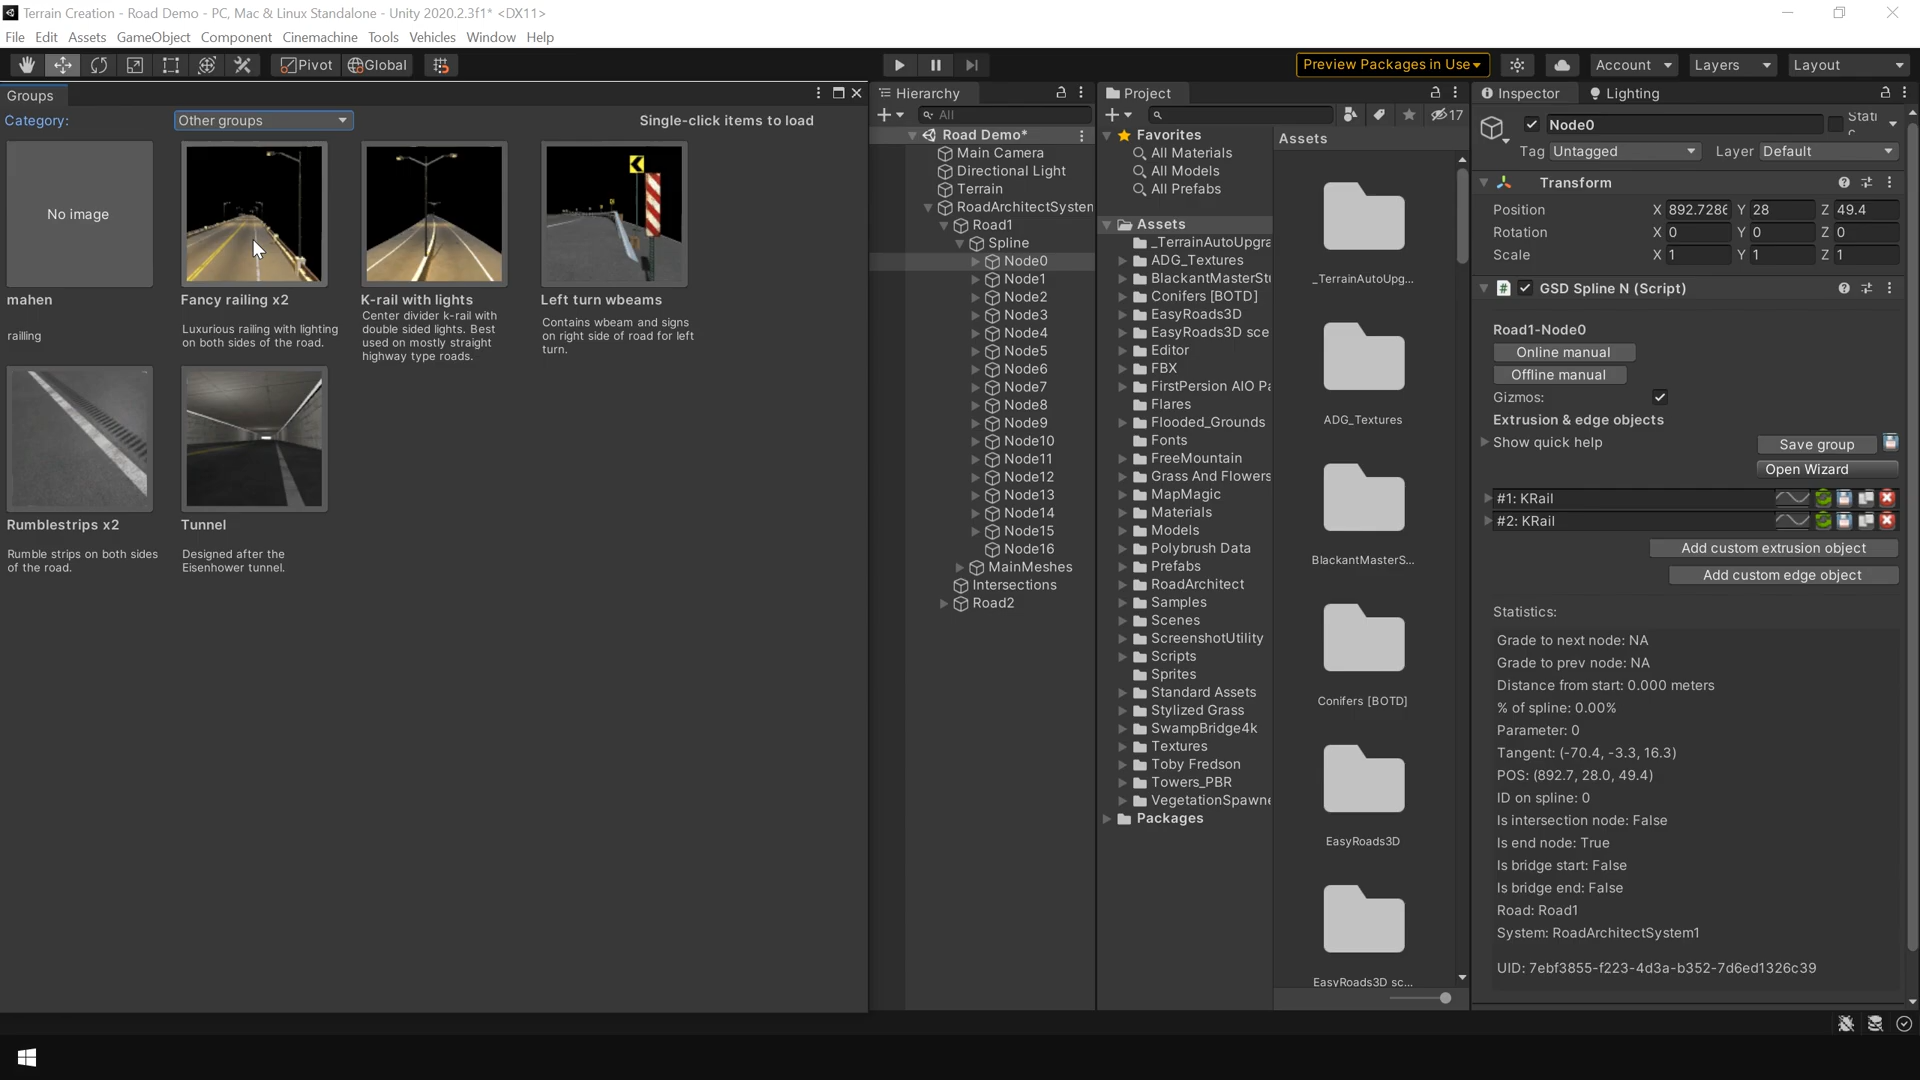 Terrain Creation - Road Demo - PC, Mac & Linux Standalone - Unity 2020.2.3f1* <DX11>
File Edit Assets GameObject Component Cinemachine Tools Vehicles Window Help
Pivot Global Preview Packages in Use Account Layers Layout
Groups
Category: Other groups Single-click items to load
No image
mahen
railling
Fancy railing x2
Luxurious railing with lighting
on both sides of the road.
K-rail with lights
Center divider k-rail with
double sided lights. Best
used on mostly straight
highway type roads.
Left turn wbeams
Contains wbeam and signs
on right side of road for left
turn.
Rumblestrips x2
Rumble strips on both sides
of the road.
Tunnel
Designed after the
Eisenhower tunnel.
Hierarchy
All
Road Demo*
Main Camera
Directional Light
Terrain
RoadArchitectSystem
Road1
Spline
Node0
Node1
Node2
Node3
Node4
Node5
Node6
Node7
Node8
Node9
Node10
Node11
Node12
Node13
Node14
Node15
Node16
MainMeshes
Intersections
Road2
Project
17
Favorites
All Materials
All Models
All Prefabs
Assets
_TerrainAutoUpgra
ADG_Textures
BlackantMasterStu
Conifers [BOTD]
EasyRoads3D
EasyRoads3D sce
Editor
FBX
FirstPersion AIO Pa
Flares
Flooded_Grounds
Fonts
FreeMountain
Grass And Flowers
MapMagic
Materials
Models
Polybrush Data
Prefabs
RoadArchitect
Samples
Scenes
ScreenshotUtility
Scripts
Sprites
Standard Assets
Stylized Grass
SwampBridge4k
Textures
Toby Fredson
Towers_PBR
VegetationSpawne
Packages
Assets
_TerrainAutoUpg...
ADG_Textures
BlackantMasterS...
Conifers [BOTD]
EasyRoads3D
EasyRoads3D sc...
Inspector Lighting
Node0 Stati
Tag Untagged Layer Default
Transform
Position X 892.7286 Y 28 Z 49.4
Rotation X 0 Y 0 Z 0
Scale X 1 Y 1 Z 1
# GSD Spline N (Script)
Road1-Node0
Online manual
Offline manual
Gizmos:
Extrusion & edge objects
Show quick help Save group
Open Wizard
#1: KRail
#2: KRail
Add custom extrusion object
Add custom edge object
Statistics:
Grade to next node: NA
Grade to prev node: NA
Distance from start: 0.000 meters
% of spline: 0.00%
Parameter: 0
Tangent: (-70.4, -3.3, 16.3)
POS: (892.7, 28.0, 49.4)
ID on spline: 0
Is intersection node: False
Is end node: True
Is bridge start: False
Is bridge end: False
Road: Road1
System: RoadArchitectSystem1
UID: 7ebf3855-f223-4d3a-b352-7d6ed1326c39